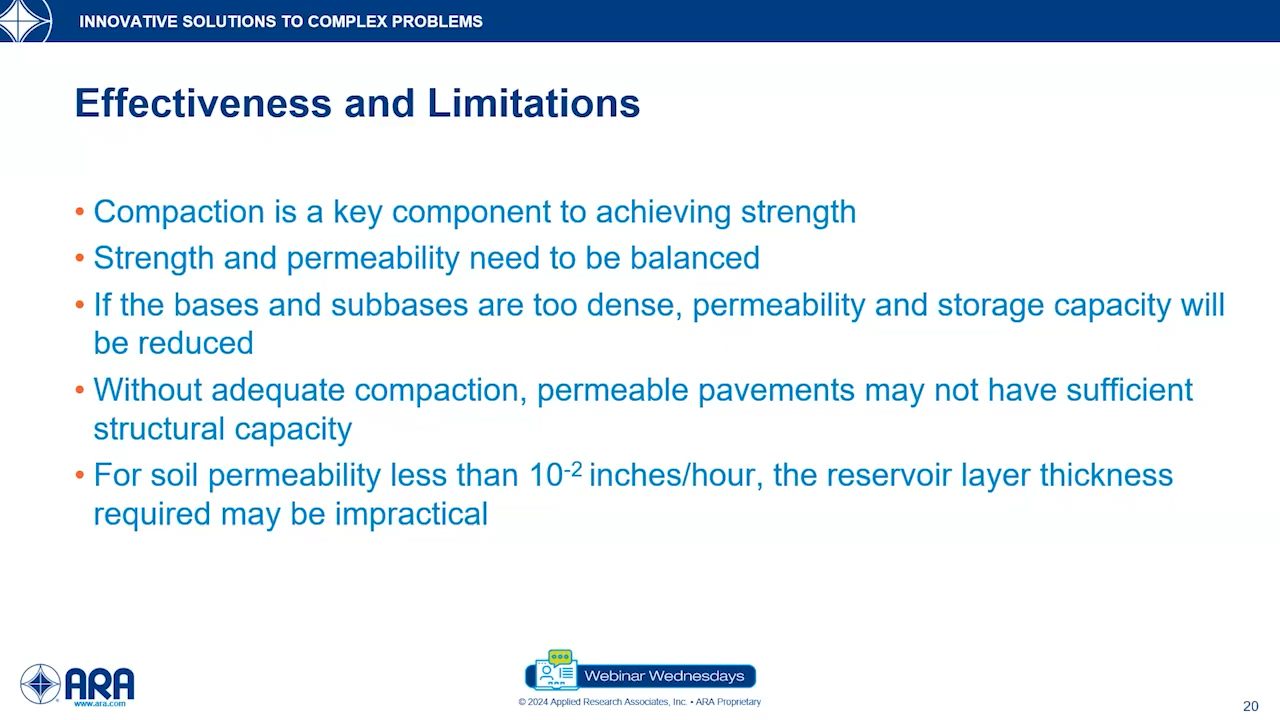 INNOVATIVE SOLUTIONS TO COMPLEX PROBLEMS
Effectiveness and Limitations
• Compaction is a key component to achieving strength
• Strength and permeability need to be balanced
• If the bases and subbases are too dense, permeability and storage capacity will
be reduced
• Without adequate compaction, permeable pavements may not have sufficient
structural capacity
• For soil permeability less than 10⁻² inches/hour, the reservoir layer thickness
required may be impractical
ARA
www.ara.com
Webinar Wednesdays
© 2024 Applied Research Associates, Inc. • ARA Proprietary
20